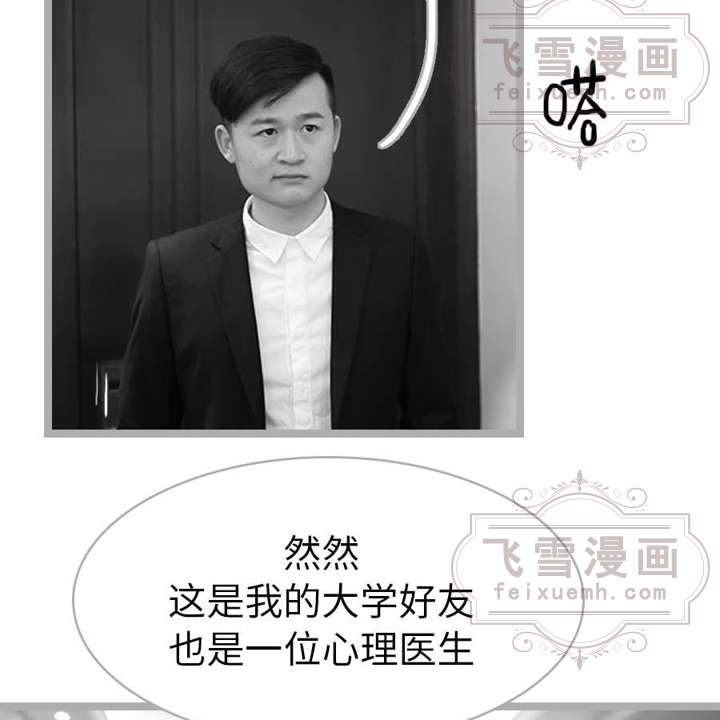 飞雪漫画
feixuemh.com
嗒
然然
这是我的大学好友
也是一位心理医生
飞雪漫画
feixuemh.com